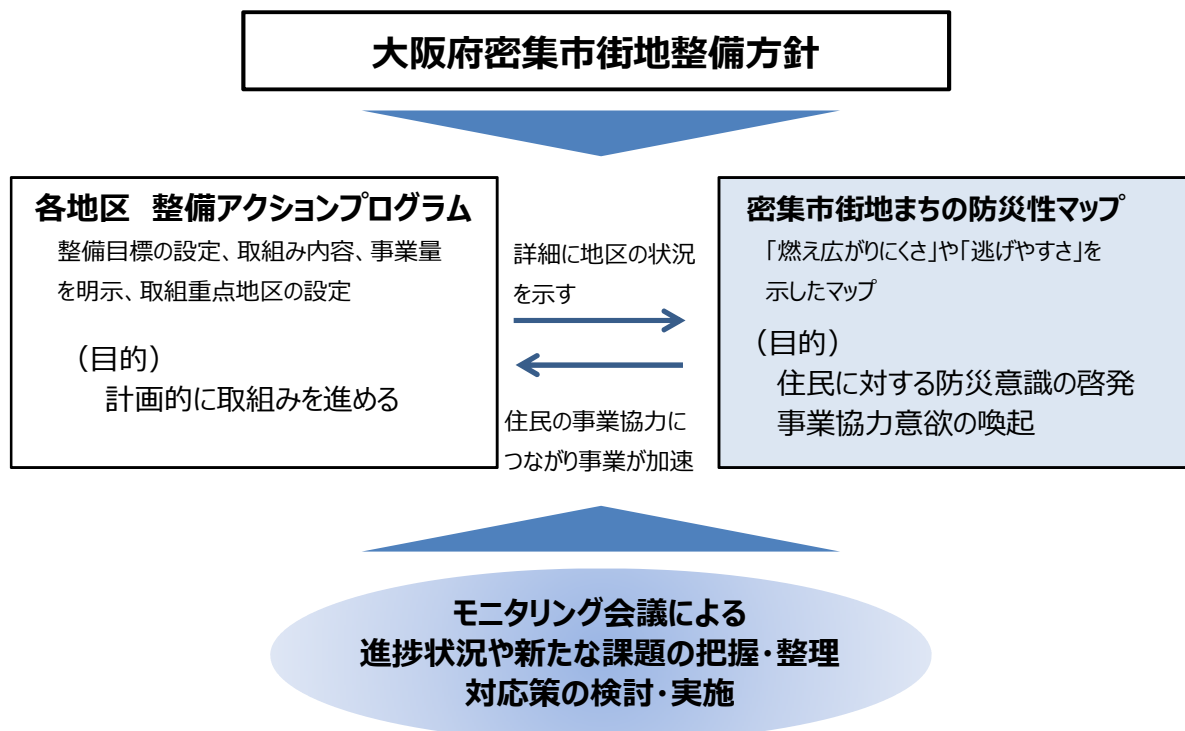 大阪府密集市街地整備方針
各地区　整備アクションプログラム
整備目標の設定、取組み内容、事業量
を明示、取組重点地区の設定
（目的）
計画的に取組みを進める
詳細に地区の状況
を示す
住民の事業協力に
つながり事業が加速
密集市街地まちの防災性マップ
「燃え広がりにくさ」や「逃げやすさ」を
示したマップ
（目的）
住民に対する防災意識の啓発
事業協力意欲の喚起
モニタリング会議による
進捗状況や新たな課題の把握・整理
対応策の検討・実施